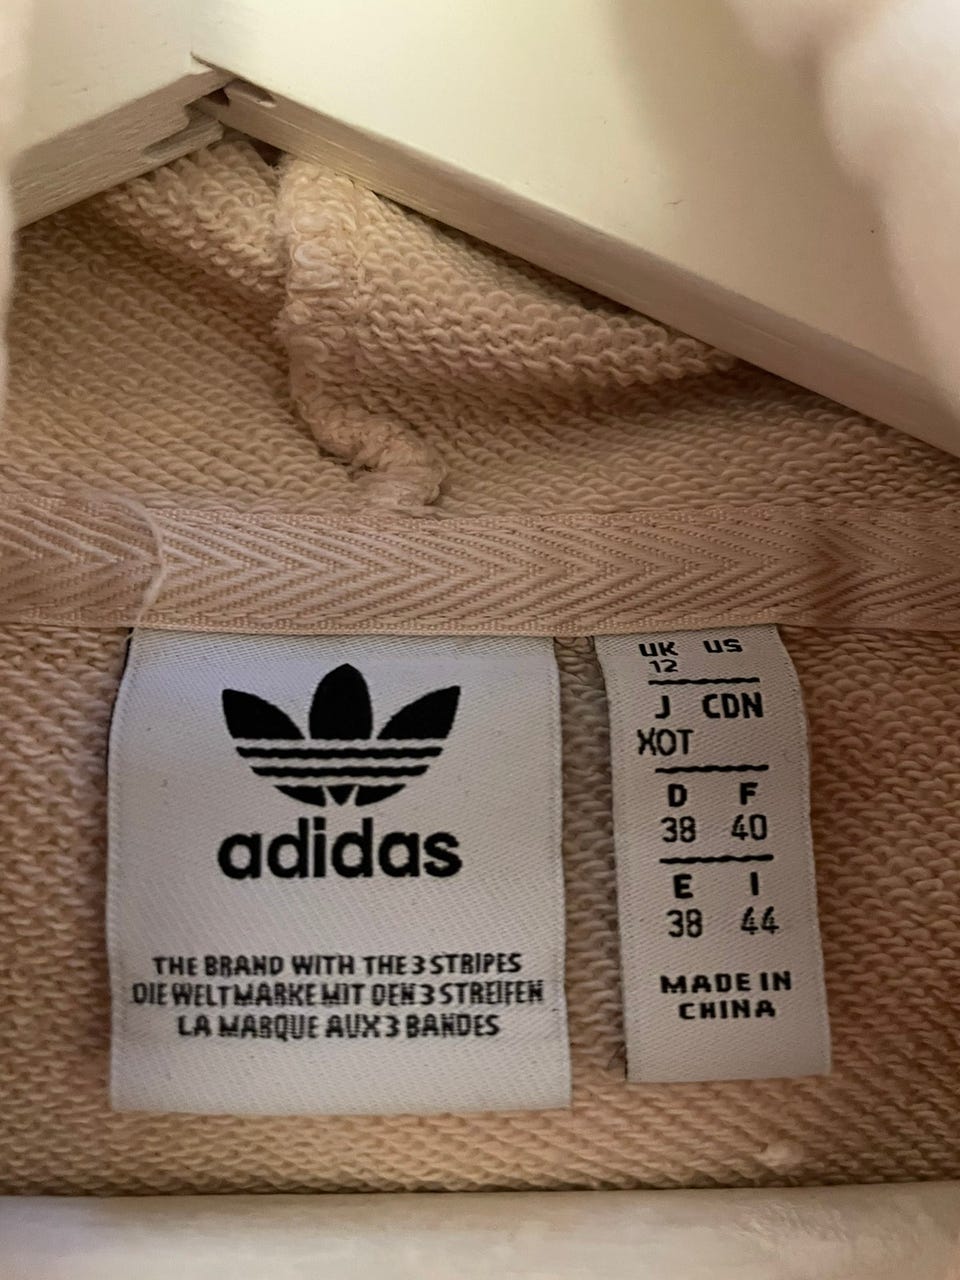 adidas
THE BRAND WITH THE 3 STRIPES
DIE WELTMARKE MIT DEN 3 STREIFEN
LA MARQUE AUX 3 BANDES
UK US
12
J CDN
XOT
D F
38 40
E I
38 44
MADE IN
CHINA